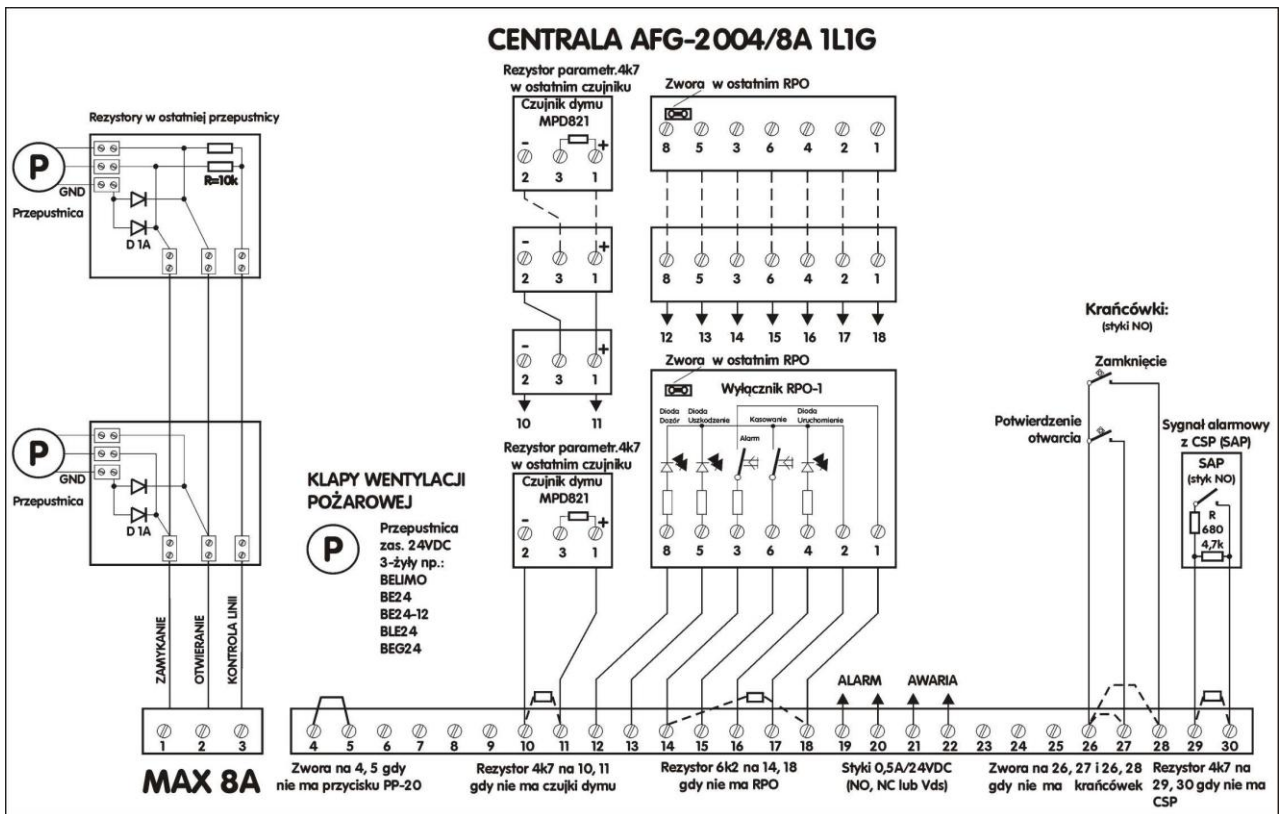 CENTRALA AFG-2004/8A 1L1G
Rezystory w ostatniej przepustnicy
P
GND
Przepustnica
R=10k
D 1A
P
GND
Przepustnica
D 1A
ZAMYKANIE
OTWIERANIE
KONTROLA LINII
1 2 3
MAX 8A
KLAPY WENTYLACJI
POŻAROWEJ
P
Przepustnica
zas. 24VDC
3-żyły np.:
BELIMO
BE24
BE24-12
BLE24
BEG24
Rezystor parametr.4k7
w ostatnim czujniku
Czujnik dymu
MPD821
- +
2 3 1
- +
2 3 1
- +
2 3 1
10 11
Rezystor parametr.4k7
w ostatnim czujniku
Czujnik dymu
MPD821
- +
2 3 1
Zwora w ostatnim RPO
8 5 3 6 4 2 1
8 5 3 6 4 2 1
12 13 14 15 16 17 18
Zwora w ostatnim RPO
Wyłącznik RPO-1
Dioda
Dozór
Dioda
Uszkodzenie
Alarm
Kasowanie
Dioda
Uruchomienie
8 5 3 6 4 2 1
Krańcówki:
(styki NO)
Zamknięcie
Potwierdzenie
otwarcia
Sygnał alarmowy
z CSP (SAP)
SAP
(styk NO)
R
680
4,7k
ALARM AWARIA
4 5 6 7 8 9 10 11 12 13 14 15 16 17 18 19 20 21 22 23 24 25 26 27 28 29 30
Zwora na 4, 5 gdy
nie ma przycisku PP-20
Rezystor 4k7 na 10, 11
gdy nie ma czujki dymu
Rezystor 6k2 na 14, 18
gdy nie ma RPO
Styki 0,5A/24VDC
(NO, NC lub Vds)
Zwora na 26, 27 i 26, 28
gdy nie ma krańcówek
Rezystor 4k7 na
29, 30 gdy nie ma
CSP